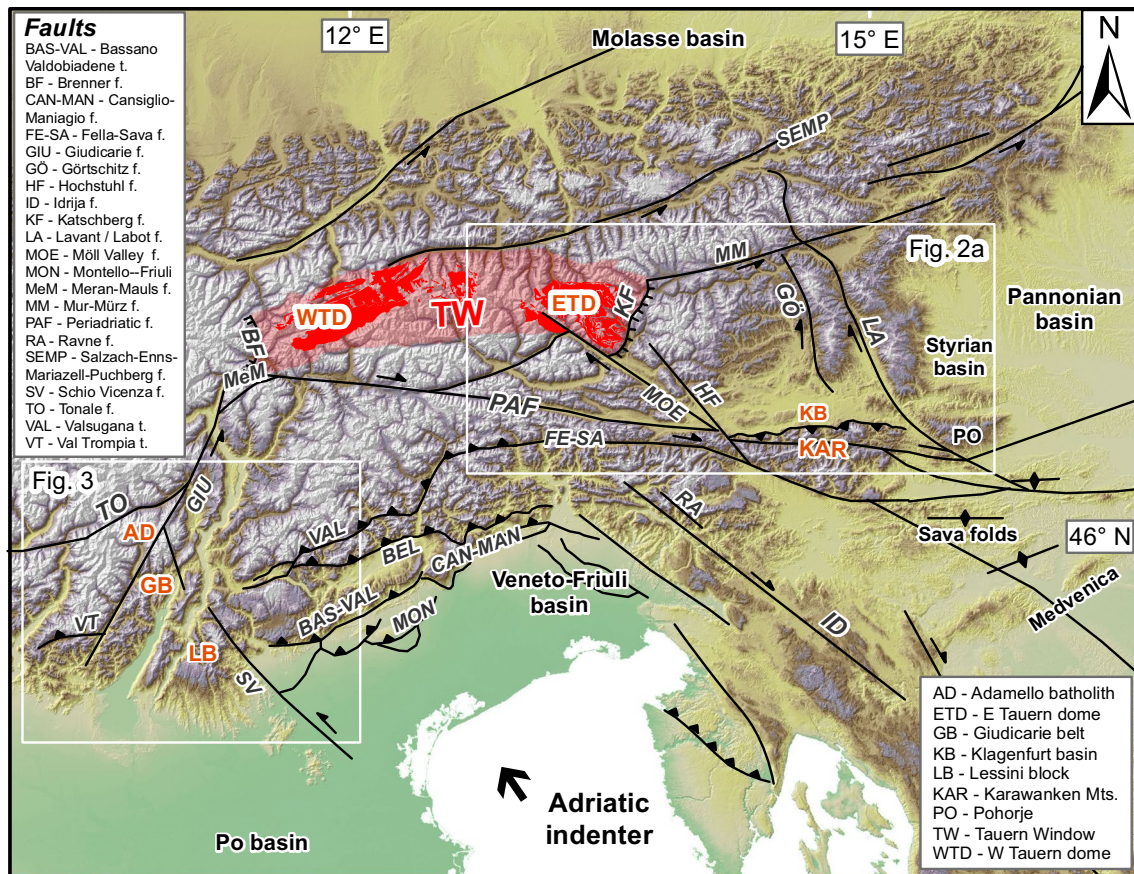 Faults
BAS-VAL - Bassano
Valdobiadene t.
BF - Brenner f.
CAN-MAN - Cansiglio-
Maniagio f.
FE-SA - Fella-Sava f.
GIU - Giudicarie f.
GÖ - Görtschitz f.
HF - Hochstuhl f.
ID - Idrija f.
KF - Katschberg f.
LA - Lavant / Labot f.
MOE - Möll Valley f.
MON - Montello--Friuli
MeM - Meran-Mauls f.
MM - Mur-Mürz f.
PAF - Periadriatic f.
RA - Ravne f.
SEMP - Salzach-Enns-
Mariazell-Puchberg f.
SV - Schio Vicenza f.
TO - Tonale f.
VAL - Valsugana t.
VT - Val Trompia t.
12° E
15° E
N
Molasse basin
SEMP
Fig. 2a
MM
KF
ETD
TW
WTD
BF
MeM
GÖ
LA
Pannonian
basin
Styrian
basin
MOE
HF
PAF
KB
FE-SA
KAR
PO
Fig. 3
TO
GIU
AD
VAL
BEL
CAN-MAN
RA
Sava folds
46° N
GB
Veneto-Friuli
basin
BAS-VAL
MON
VT
LB
SV
ID
Medvenica
Adriatic
indenter
Po basin
AD - Adamello batholith
ETD - E Tauern dome
GB - Giudicarie belt
KB - Klagenfurt basin
LB - Lessini block
KAR - Karawanken Mts.
PO - Pohorje
TW - Tauern Window
WTD - W Tauern dome